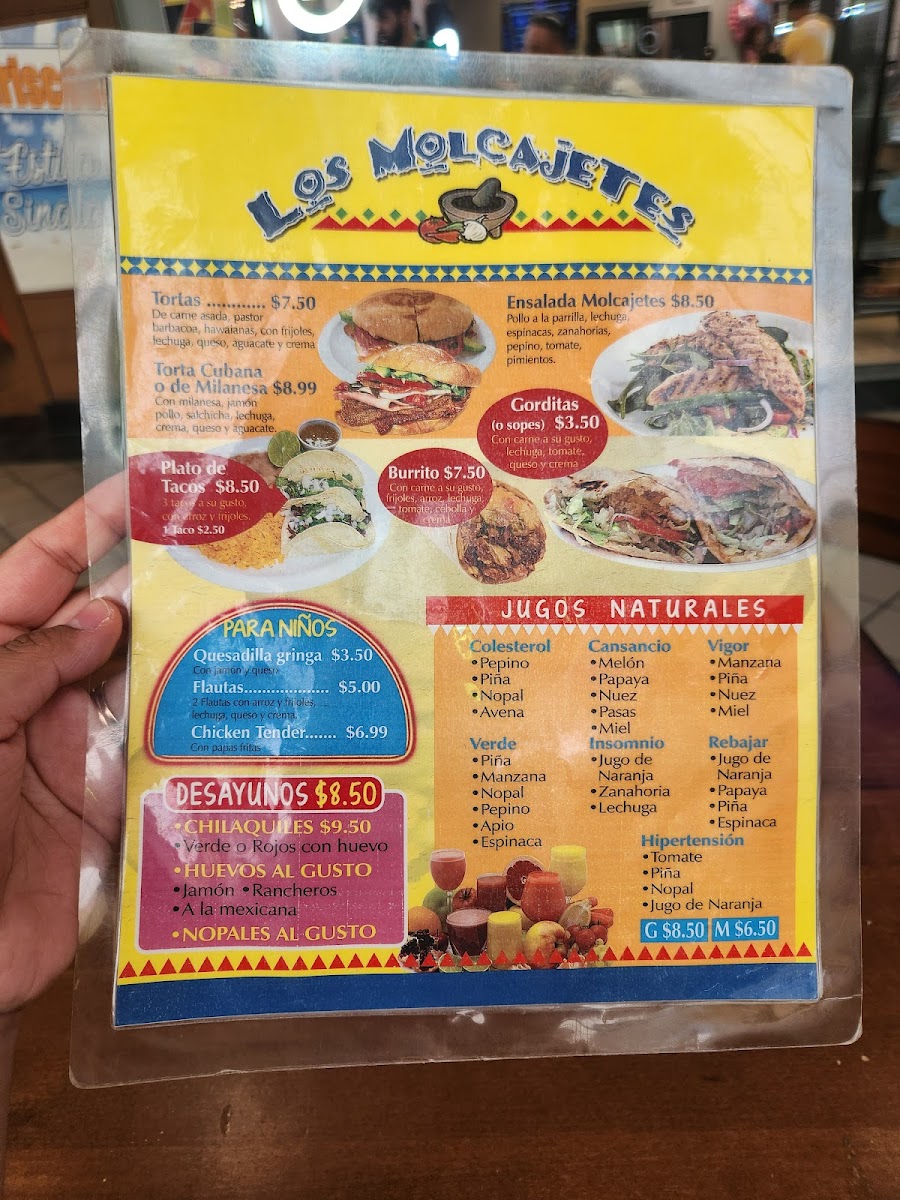 LOS MOLCAJETES
Tortas ............ $7.50
De carne asada, pastor
barbacoa, hawaianas, con frijoles,
lechuga, queso, aguacate y crema
Torta Cubana
o de Milanesa $8.99
Con milanesa, jamón
pollo, salchicha, lechuga,
crema, queso y aguacate.
Ensalada Molcajetes $8.50
Pollo a la parrilla, lechuga,
espinacas, zanahorias,
pepino, tomate,
pimientos.
Gorditas
(o sopes) $3.50
Con carne a su gusto,
lechuga, tomate,
queso y crema
Plato de
Tacos $8.50
3 tacos a su gusto,
con arroz y frijoles.
1 Taco $2.50
Burrito $7.50
Con carne a su gusto,
frijoles, arroz, lechuga,
tomate, cebolla y
crema
PARA NIÑOS
Quesadilla gringa $3.50
Con jamón y queso
Flautas................... $5.00
2 Flautas con arroz y frijoles,
lechuga, queso y crema.
Chicken Tender....... $6.99
Con papas fritas
DESAYUNOS $8.50
•CHILAQUILES $9.50
•Verde o Rojos con huevo
•HUEVOS AL GUSTO
•Jamón •Rancheros
•A la mexicana
•NOPALES AL GUSTO
JUGOS NATURALES
Colesterol
•Pepino
•Piña
•Nopal
•Avena
Cansancio
•Melón
•Papaya
•Nuez
•Pasas
•Miel
Vigor
•Manzana
•Piña
•Nuez
•Miel
Verde
•Piña
•Manzana
•Nopal
•Pepino
•Apio
•Espinaca
Insomnio
•Jugo de
Naranja
•Zanahoria
•Lechuga
Rebajar
•Jugo de
Naranja
•Papaya
•Piña
•Espinaca
Hipertensión
•Tomate
•Piña
•Nopal
•Jugo de Naranja
G $8.50 M $6.50